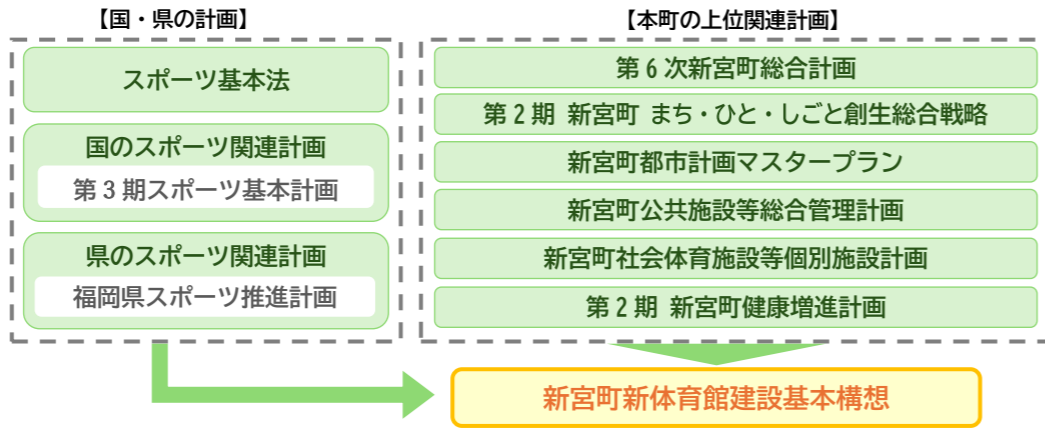 【国・県の計画】
スポーツ基本法
国のスポーツ関連計画
第3期スポーツ基本計画
県のスポーツ関連計画
福岡県スポーツ推進計画
【本町の上位関連計画】
第6次新宮町総合計画
第2期 新宮町 まち・ひと・しごと創生総合戦略
新宮町都市計画マスタープラン
新宮町公共施設等総合管理計画
新宮町社会体育施設等個別施設計画
第2期 新宮町健康増進計画
新宮町新体育館建設基本構想